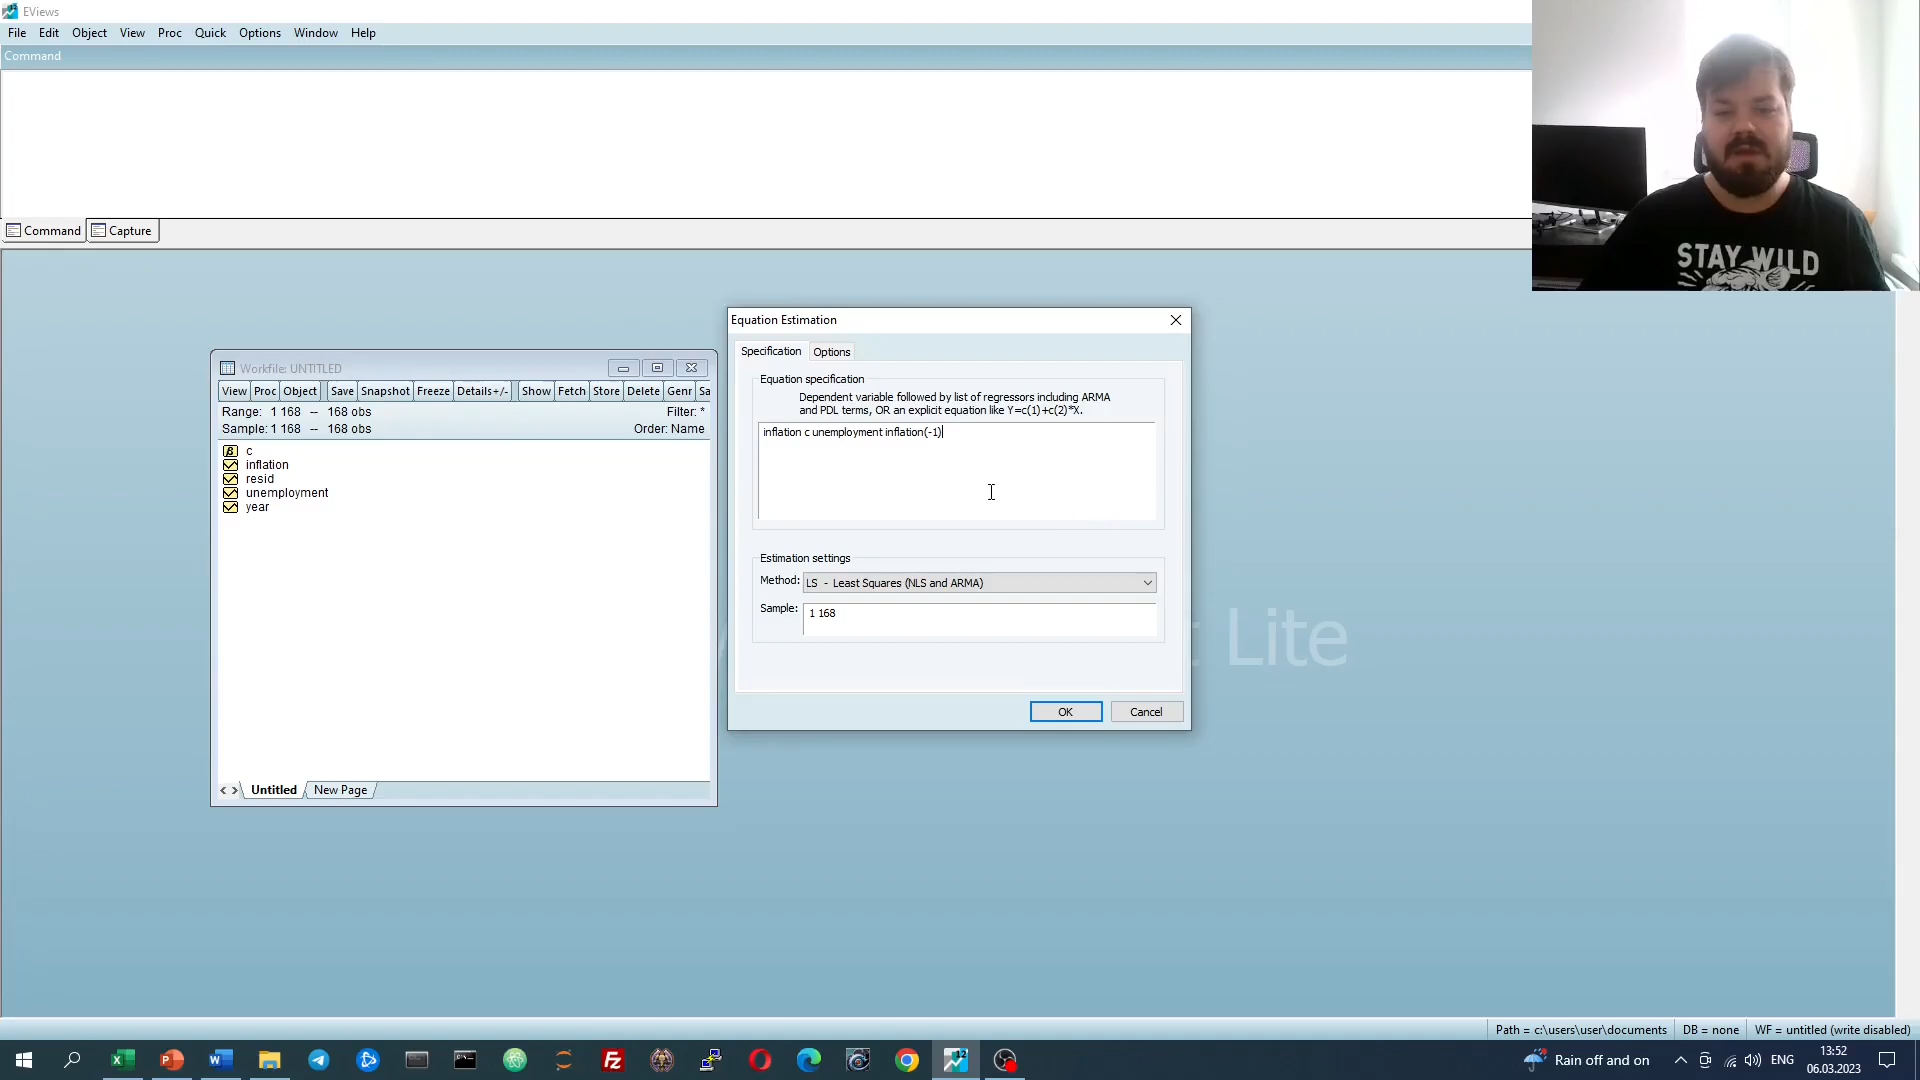 EViews
File Edit Object View Proc Quick Options Window Help
Command
Command Capture
STAY WILD
Equation Estimation
Specification Options
Equation specification
Dependent variable followed by list of regressors including ARMA
and PDL terms, OR an explicit equation like Y=c(1)+c(2)*X.
inflation c unemployment inflation(-1)
Estimation settings
Method: LS - Least Squares (NLS and ARMA)
Sample: 1 168
OK Cancel
Workfile: UNTITLED
View Proc Object Save Snapshot Freeze Details+/- Show Fetch Store Delete Genr Sa
Range: 1 168 -- 168 obs Filter: *
Sample: 1 168 -- 168 obs Order: Name
c
inflation
resid
unemployment
year
< > Untitled New Page
Lite
Path = c:\users\user\documents DB = none WF = untitled (write disabled)
12
Rain off and on ENG 13:52
06.03.2023